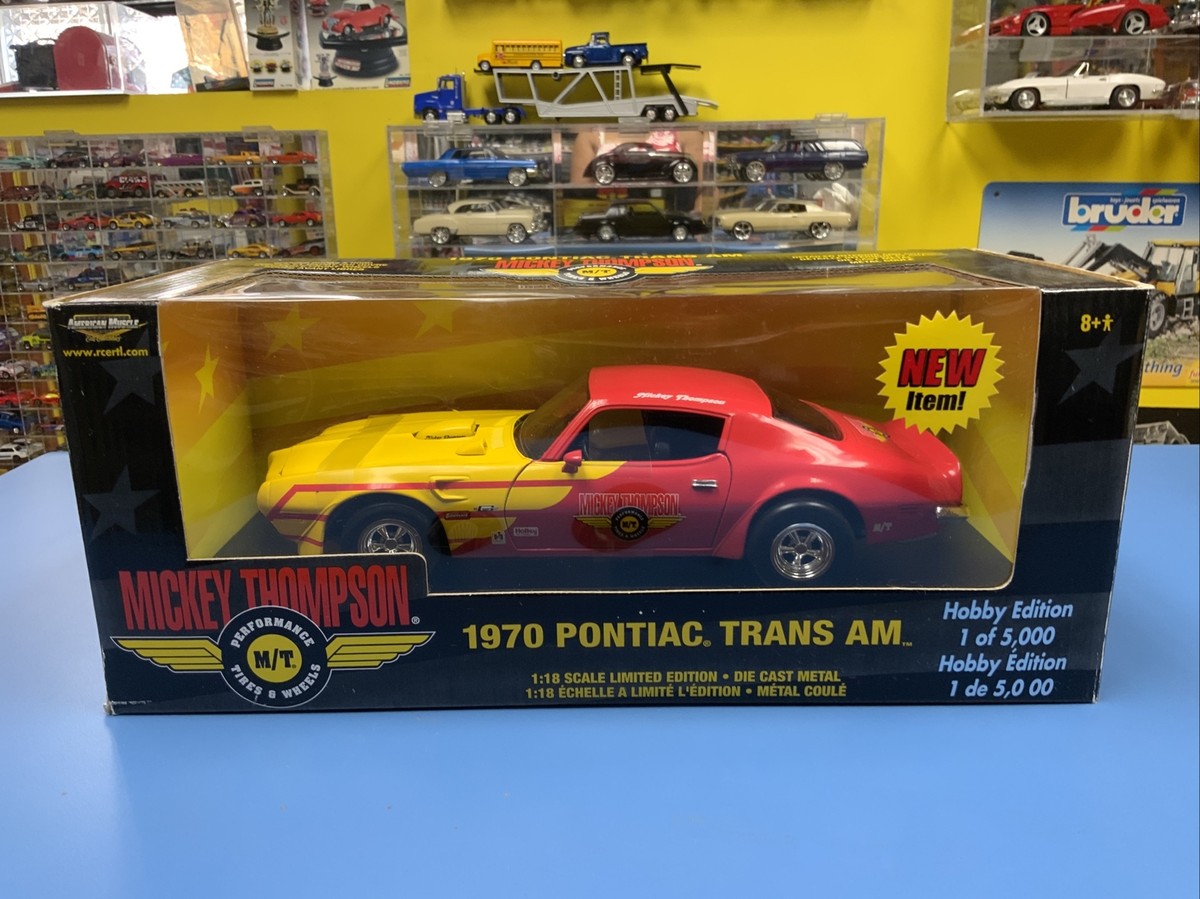 bruder
thing
MICKEY THOMPSON
M/T
AMERICAN MUSCLE
www.rcertl.com
8+
NEW
Item!
Mickey Thompson
MICKEY THOMPSON
M/T
M/T
MICKEY THOMPSON®
PERFORMANCE
M/T®
TIRES & WHEELS
1970 PONTIAC® TRANS AM™
1:18 SCALE LIMITED EDITION • DIE CAST METAL
1:18 ÉCHELLE A LIMITÉ L'ÉDITION • MÉTAL COULÉ
Hobby Edition
1 of 5,000
Hobby Édition
1 de 5,0 00